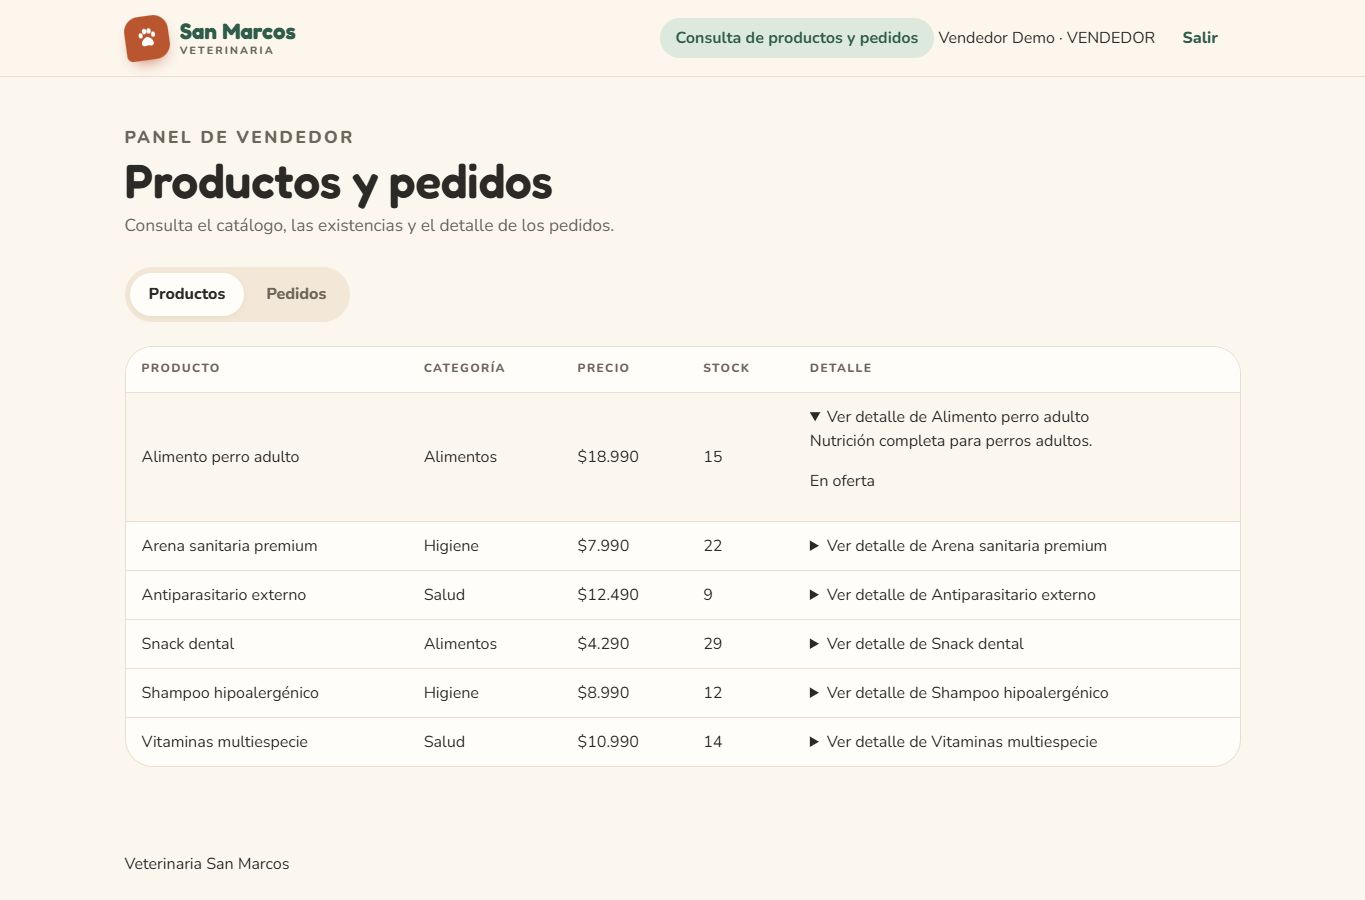 San Marcos
VETERINARIA
Consulta de productos y pedidos
Vendedor Demo · VENDEDOR
Salir
PANEL DE VENDEDOR
Productos y pedidos
Consulta el catálogo, las existencias y el detalle de los pedidos.
Productos
Pedidos
PRODUCTO CATEGORÍA PRECIO STOCK DETALLE
Alimento perro adulto Alimentos $18.990 15 ▼ Ver detalle de Alimento perro adulto
Nutrición completa para perros adultos.
En oferta
Arena sanitaria premium Higiene $7.990 22 ▶ Ver detalle de Arena sanitaria premium
Antiparasitario externo Salud $12.490 9 ▶ Ver detalle de Antiparasitario externo
Snack dental Alimentos $4.290 29 ▶ Ver detalle de Snack dental
Shampoo hipoalergénico Higiene $8.990 12 ▶ Ver detalle de Shampoo hipoalergénico
Vitaminas multiespecie Salud $10.990 14 ▶ Ver detalle de Vitaminas multiespecie
Veterinaria San Marcos